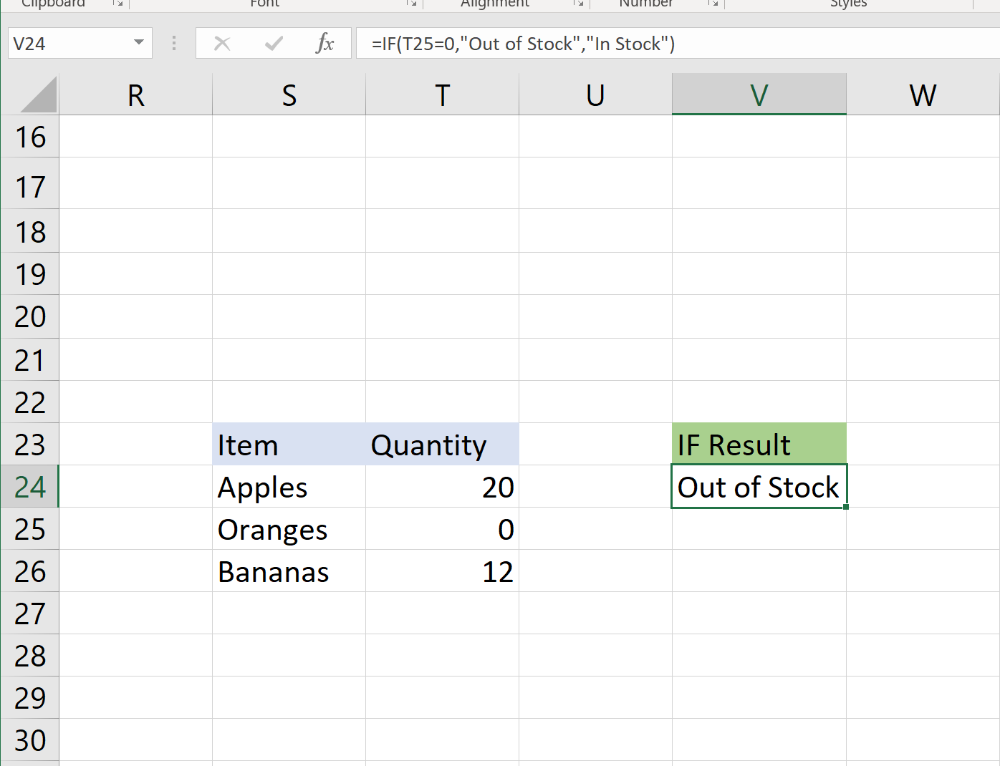 Clipboard Font Alignment Number Styles
V24 fx =IF(T25=0,"Out of Stock","In Stock")
R S T U V W
16
17
18
19
20
21
22
23 Item Quantity IF Result
24 Apples 20 Out of Stock
25 Oranges 0
26 Bananas 12
27
28
29
30